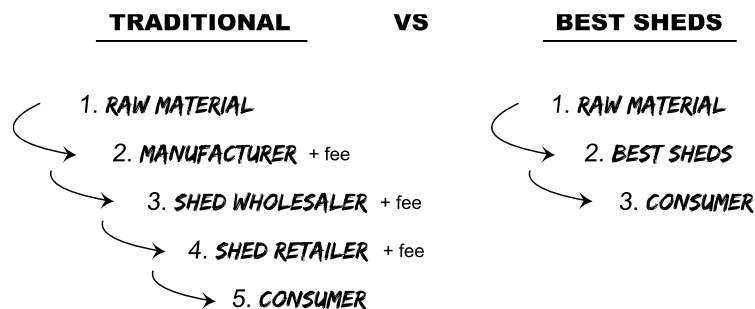 TRADITIONAL VS BEST SHEDS
1. RAW MATERIAL
2. MANUFACTURER + fee
3. SHED WHOLESALER + fee
4. SHED RETAILER + fee
5. CONSUMER
1. RAW MATERIAL
2. BEST SHEDS
3. CONSUMER